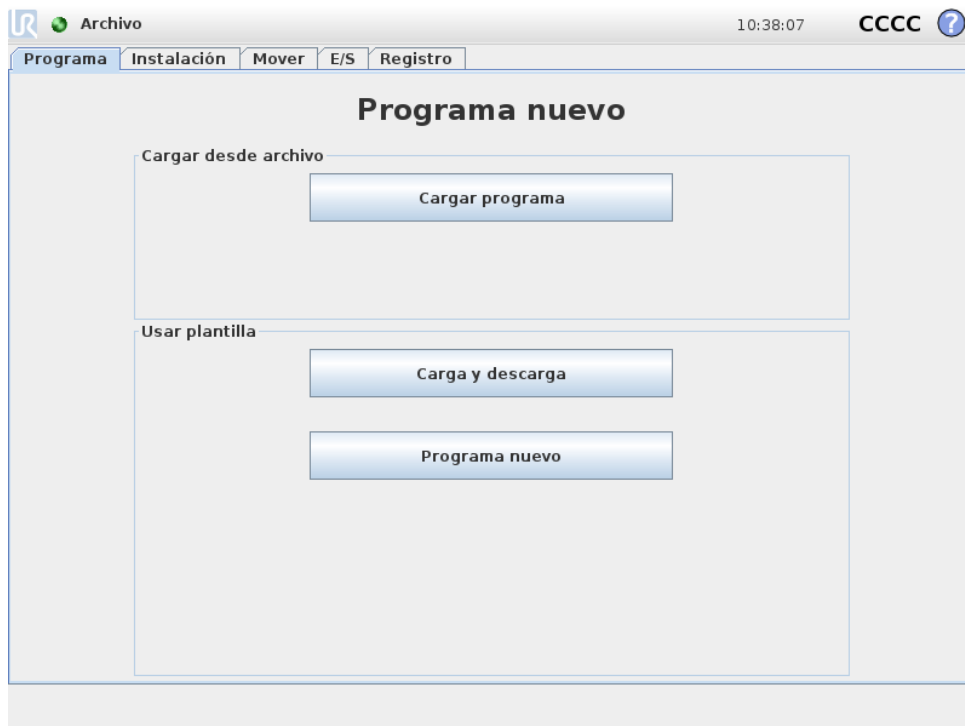 UR Archivo 10:38:07 CCCC ?
Programa Instalación Mover E/S Registro
Programa nuevo
Cargar desde archivo
Cargar programa
Usar plantilla
Carga y descarga
Programa nuevo